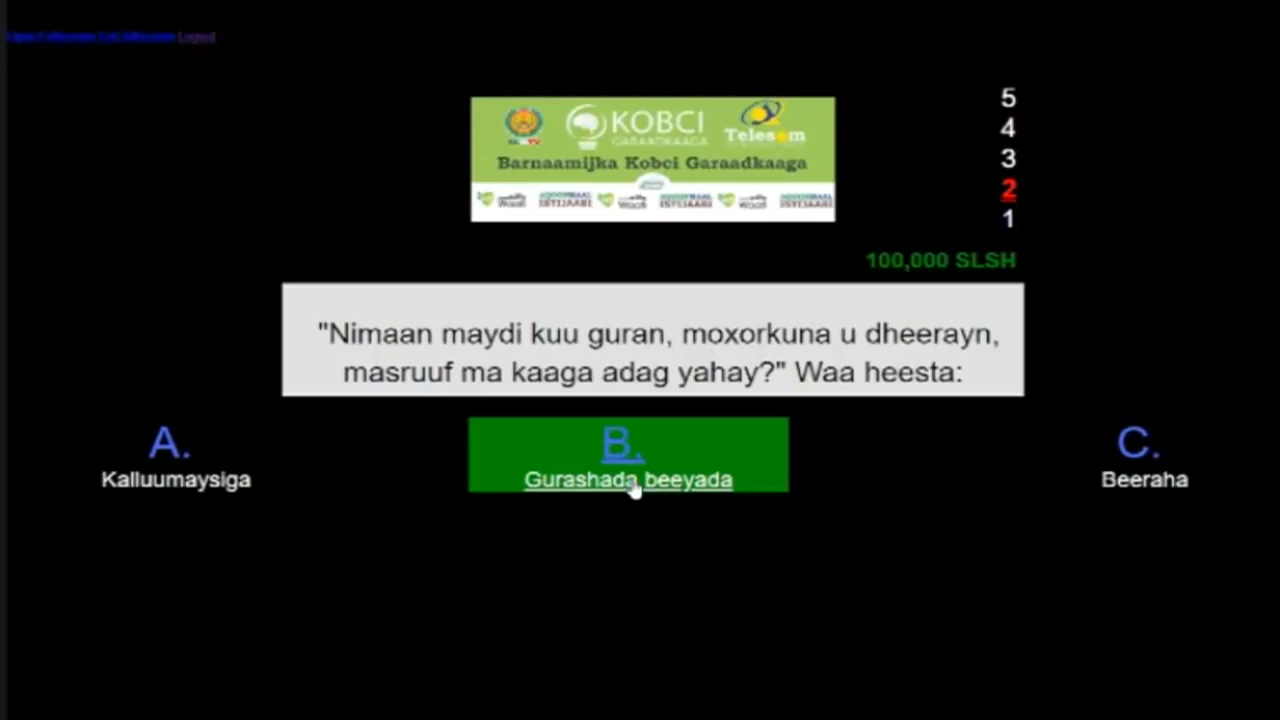 KOBCI
GARAADKAAGA
Telesom
Barnaamijka Kobci Garaadkaaga
5
4
3
2
1
100,000 SLSH
"Nimaan maydi kuu guran, moxorkuna u dheerayn,
masruuf ma kaaga adag yahay?" Waa heesta:
A.
Kalluumaysiga
B.
Gurashada beeyada
C.
Beeraha